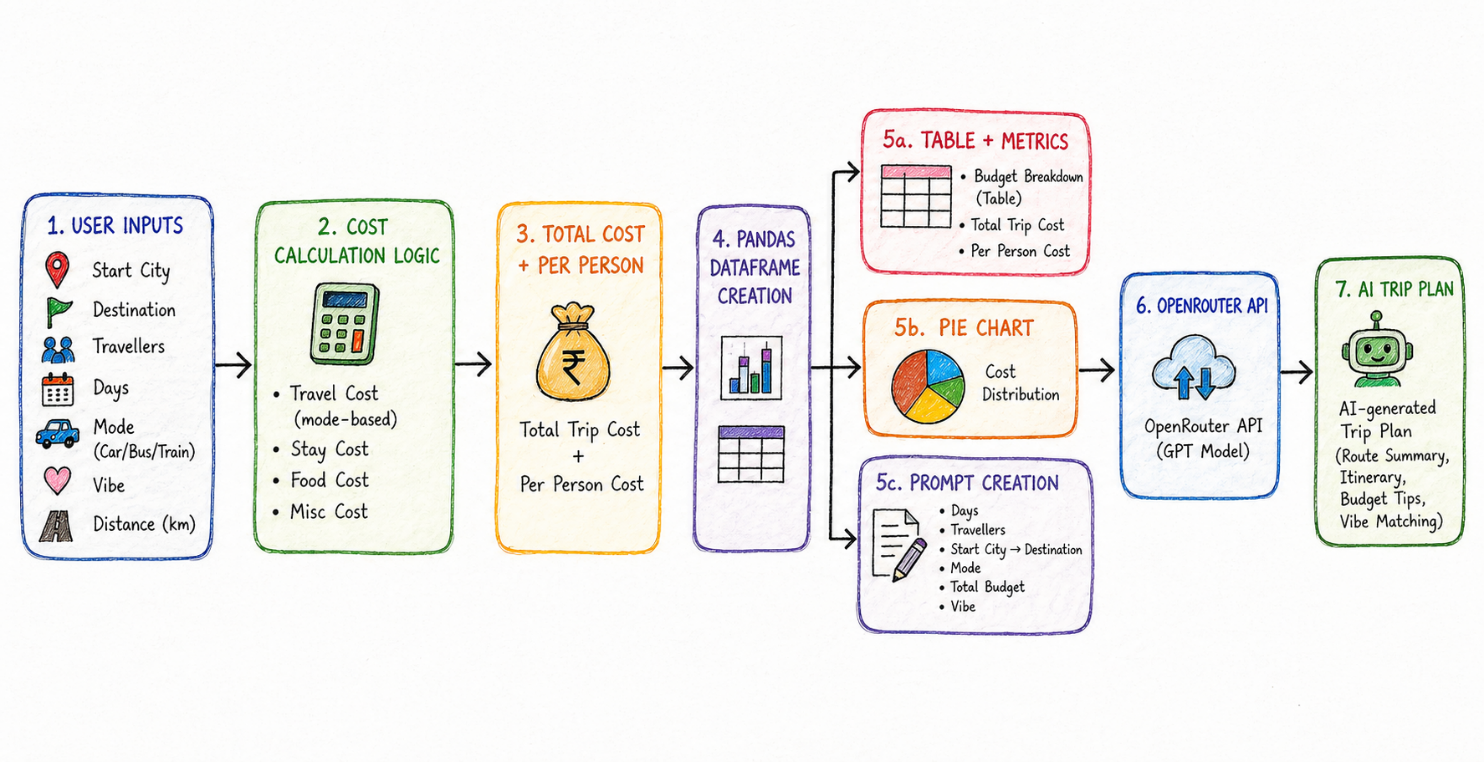 1. USER INPUTS
Start City
Destination
Travellers
Days
Mode
(Car/Bus/Train)
Vibe
Distance (km)
2. COST
CALCULATION LOGIC
• Travel Cost
(mode-based)
• Stay Cost
• Food Cost
• Misc Cost
3. TOTAL COST
+ PER PERSON
₹
Total Trip Cost
+
Per Person Cost
4. PANDAS
DATAFRAME
CREATION
5a. TABLE + METRICS
• Budget Breakdown
(Table)
• Total Trip Cost
• Per Person Cost
5b. PIE CHART
Cost
Distribution
5c. PROMPT CREATION
• Days
• Travellers
• Start City → Destination
• Mode
• Total Budget
• Vibe
6. OPENROUTER API
OpenRouter API
(GPT Model)
7. AI TRIP PLAN
AI-generated
Trip Plan
(Route Summary,
Itinerary,
Budget Tips,
Vibe Matching)